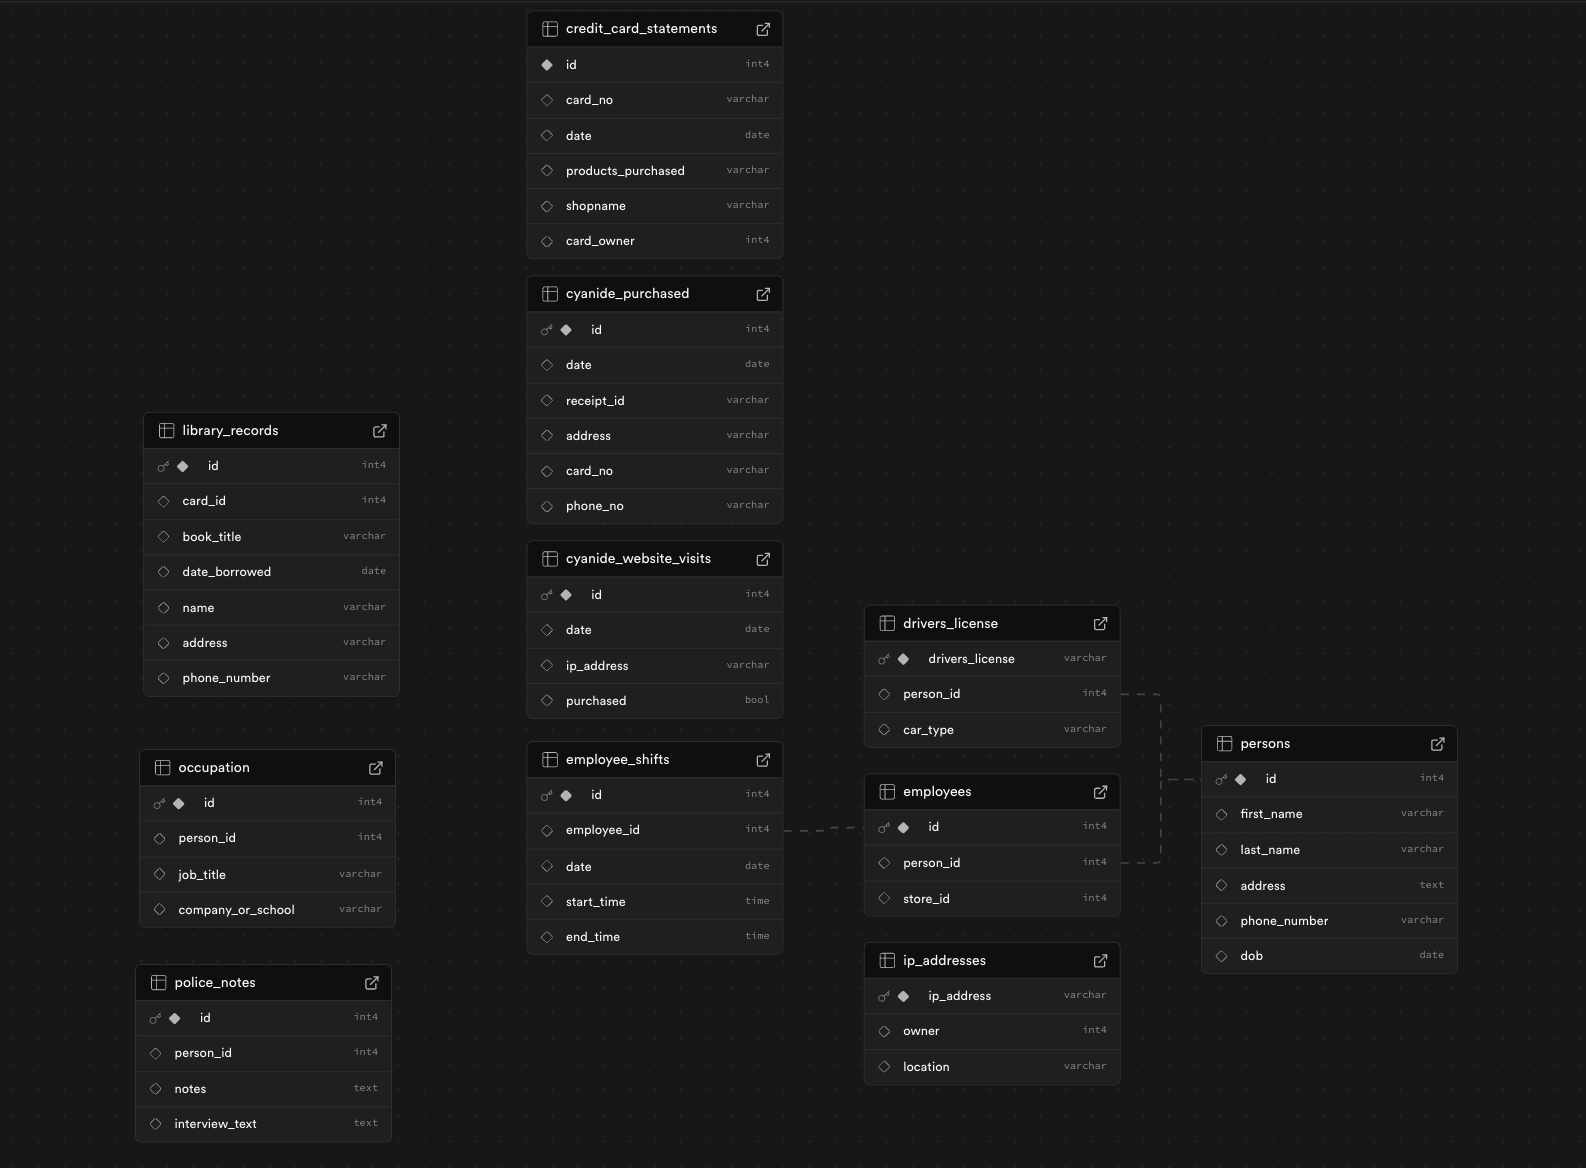 credit_card_statements
id int4
card_no varchar
date date
products_purchased varchar
shopname varchar
card_owner int4
cyanide_purchased
id int4
date date
receipt_id varchar
address varchar
card_no varchar
phone_no varchar
library_records
id int4
card_id int4
book_title varchar
date_borrowed date
name varchar
address varchar
phone_number varchar
cyanide_website_visits
id int4
date date
ip_address varchar
purchased bool
drivers_license
drivers_license varchar
person_id int4
car_type varchar
persons
id int4
first_name varchar
last_name varchar
address text
phone_number varchar
dob date
occupation
id int4
person_id int4
job_title varchar
company_or_school varchar
employee_shifts
id int4
employee_id int4
date date
start_time time
end_time time
employees
id int4
person_id int4
store_id int4
police_notes
id int4
person_id int4
notes text
interview_text text
ip_addresses
ip_address varchar
owner int4
location varchar